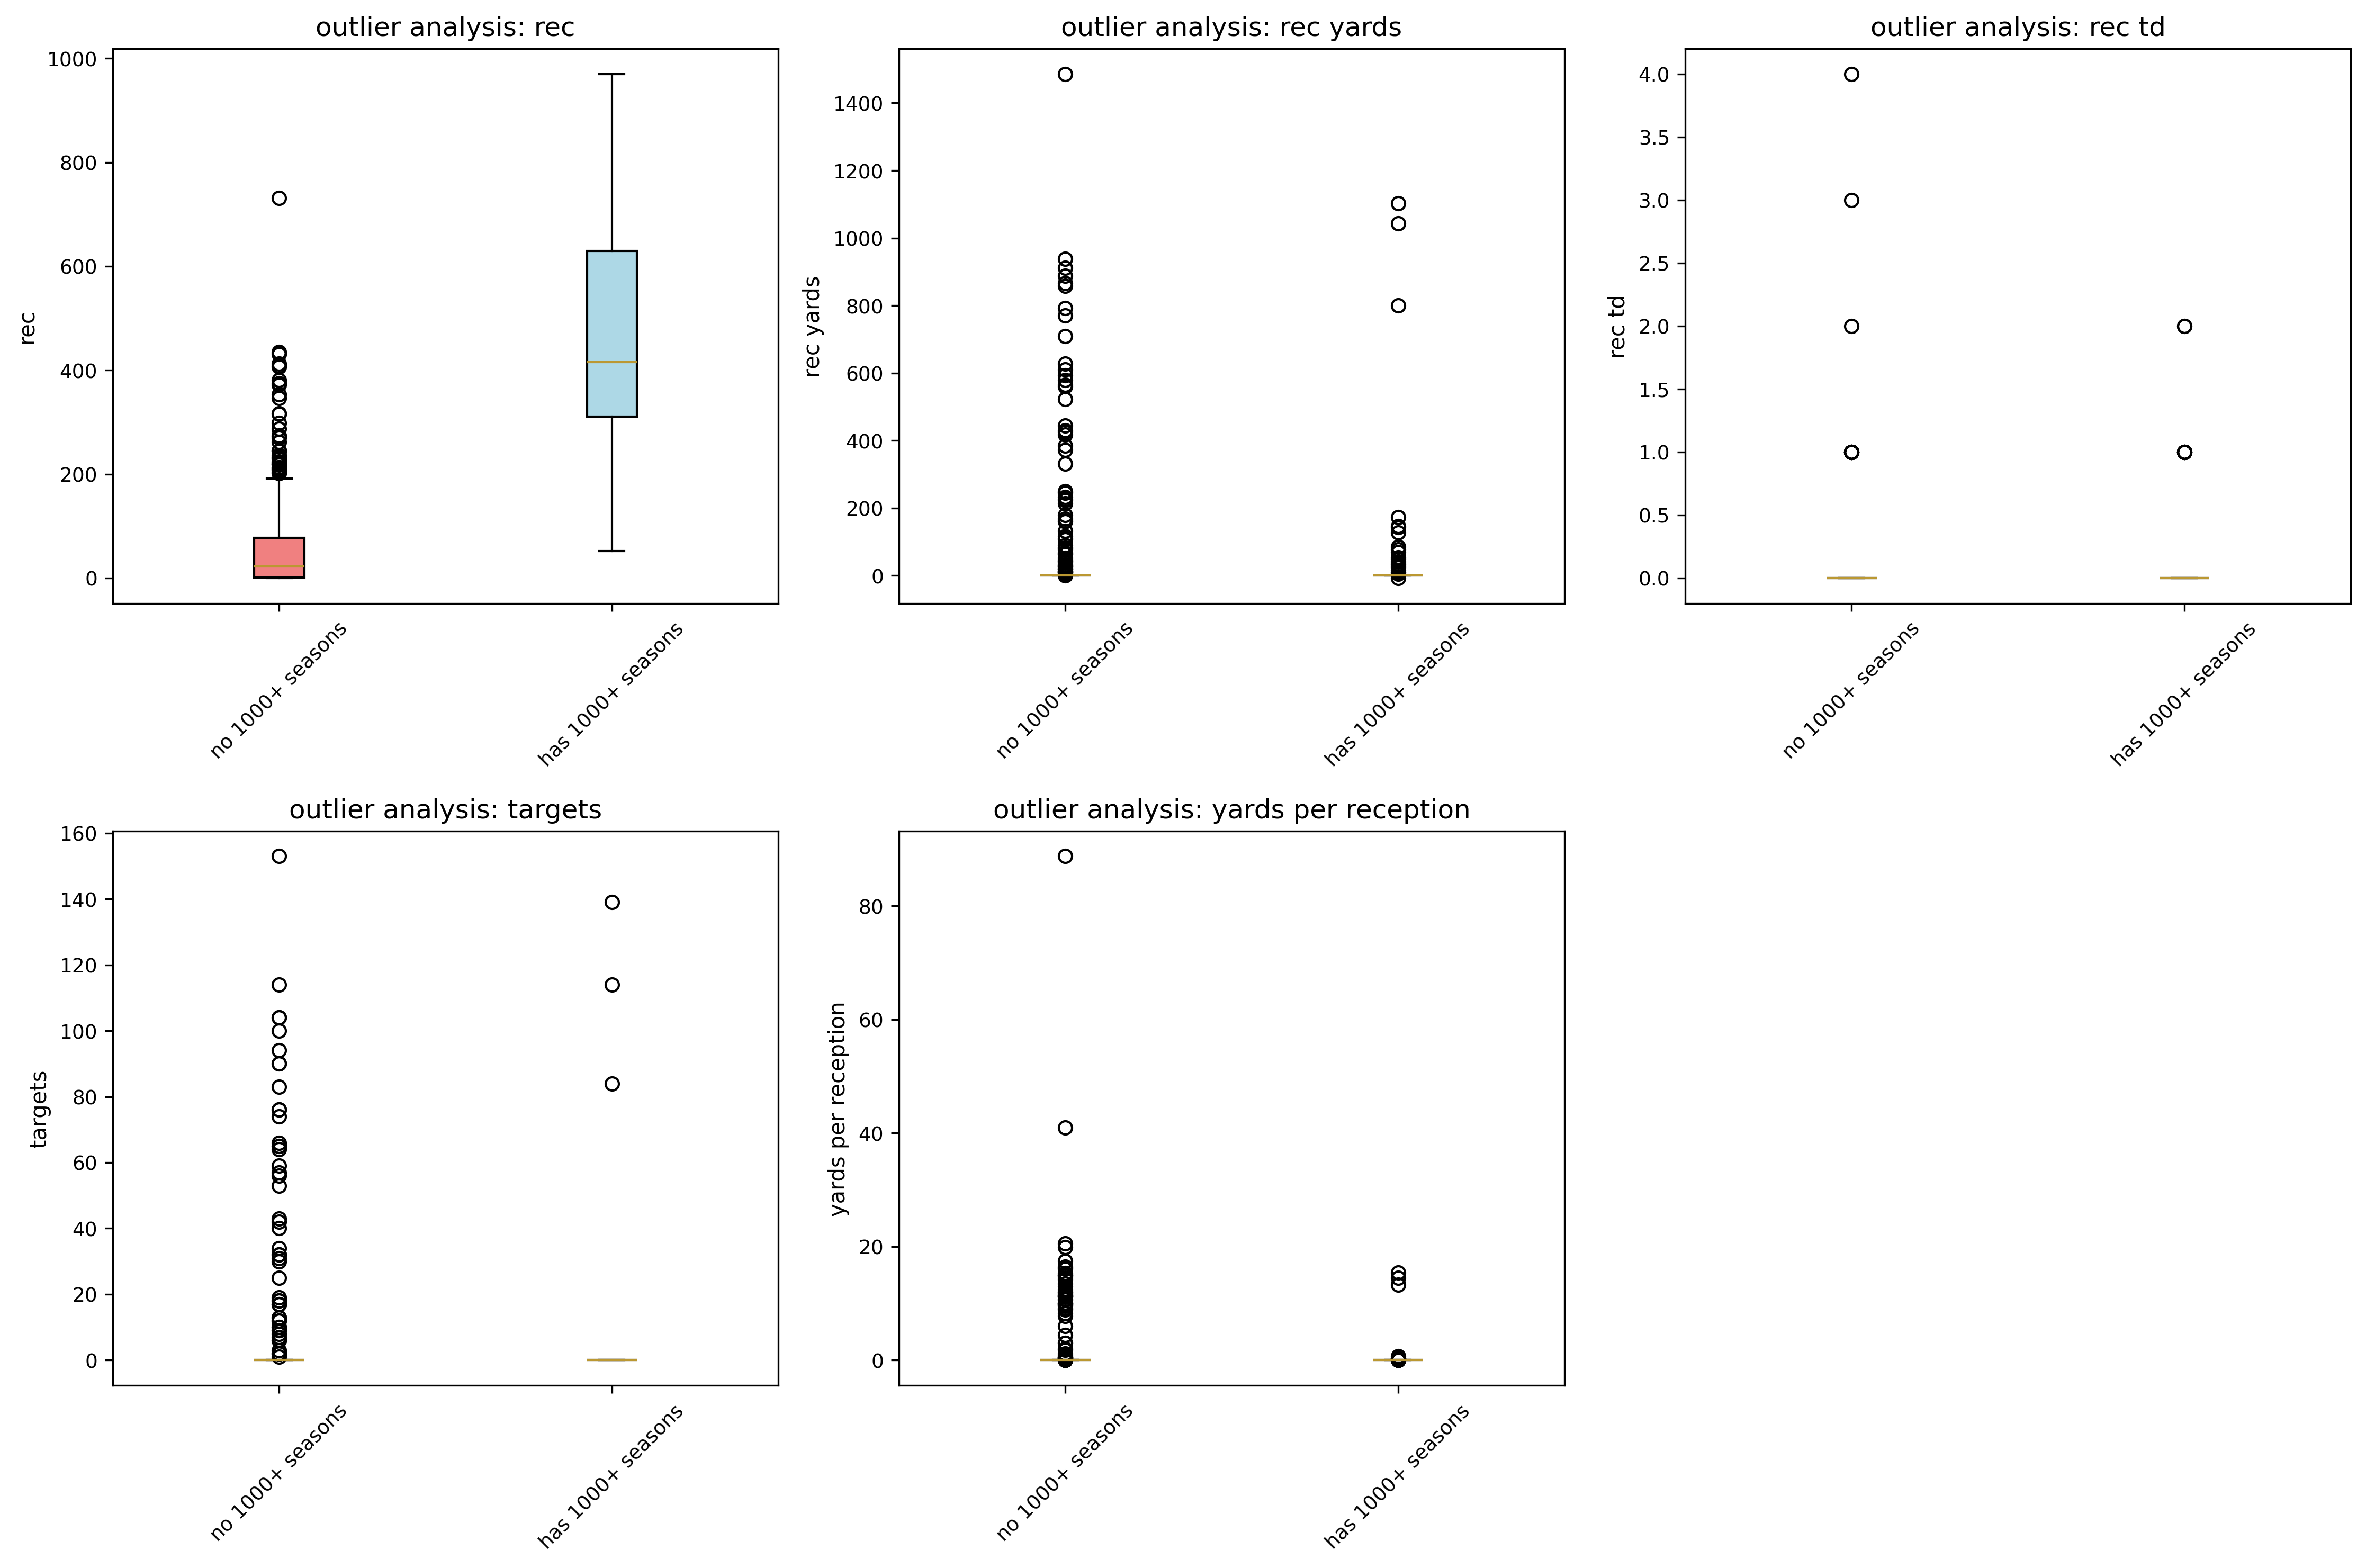 outlier analysis: rec
rec
1000
800
600
400
200
0
no 1000+ seasons
has 1000+ seasons
outlier analysis: rec yards
rec yards
1400
1200
1000
800
600
400
200
0
no 1000+ seasons
has 1000+ seasons
outlier analysis: rec td
rec td
4.0
3.5
3.0
2.5
2.0
1.5
1.0
0.5
0.0
no 1000+ seasons
has 1000+ seasons
outlier analysis: targets
targets
160
140
120
100
80
60
40
20
0
no 1000+ seasons
has 1000+ seasons
outlier analysis: yards per reception
yards per reception
80
60
40
20
0
no 1000+ seasons
has 1000+ seasons